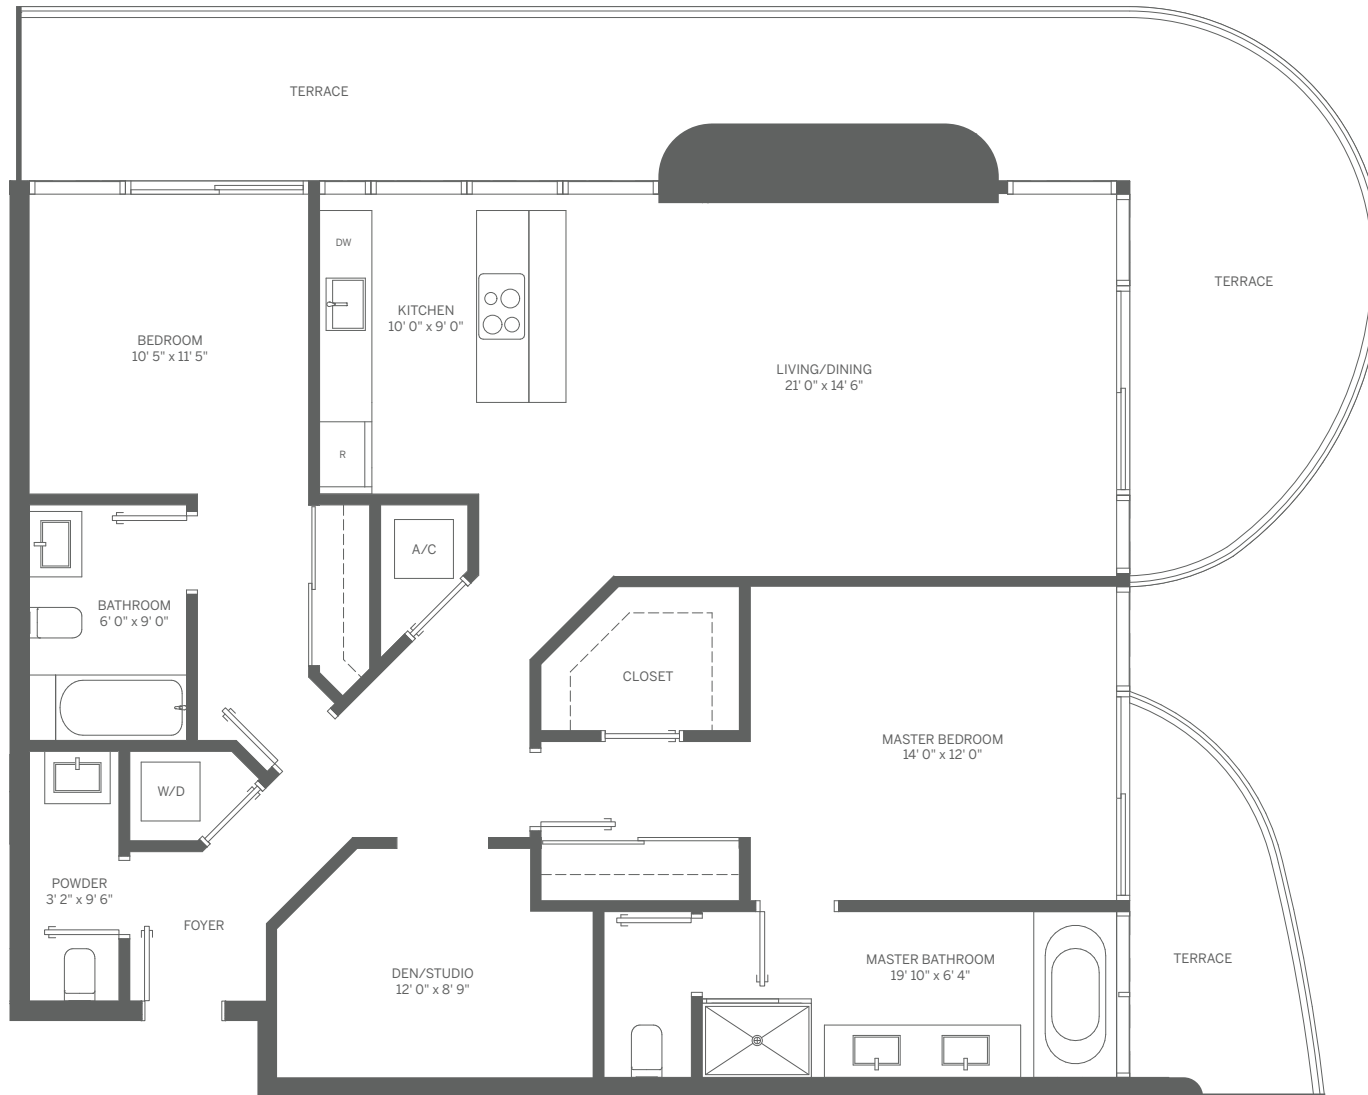 TERRACE
DW
TERRACE
KITCHEN
10' 0" x 9' 0"
BEDROOM
10' 5" x 11' 5"
LIVING/DINING
21' 0" x 14' 6"
R
A/C
BATHROOM
6' 0" x 9' 0"
CLOSET
MASTER BEDROOM
14' 0" x 12' 0"
W/D
POWDER
3' 2" x 9' 6"
FOYER
DEN/STUDIO
12' 0" x 8' 9"
MASTER BATHROOM
19' 10" x 6' 4"
TERRACE